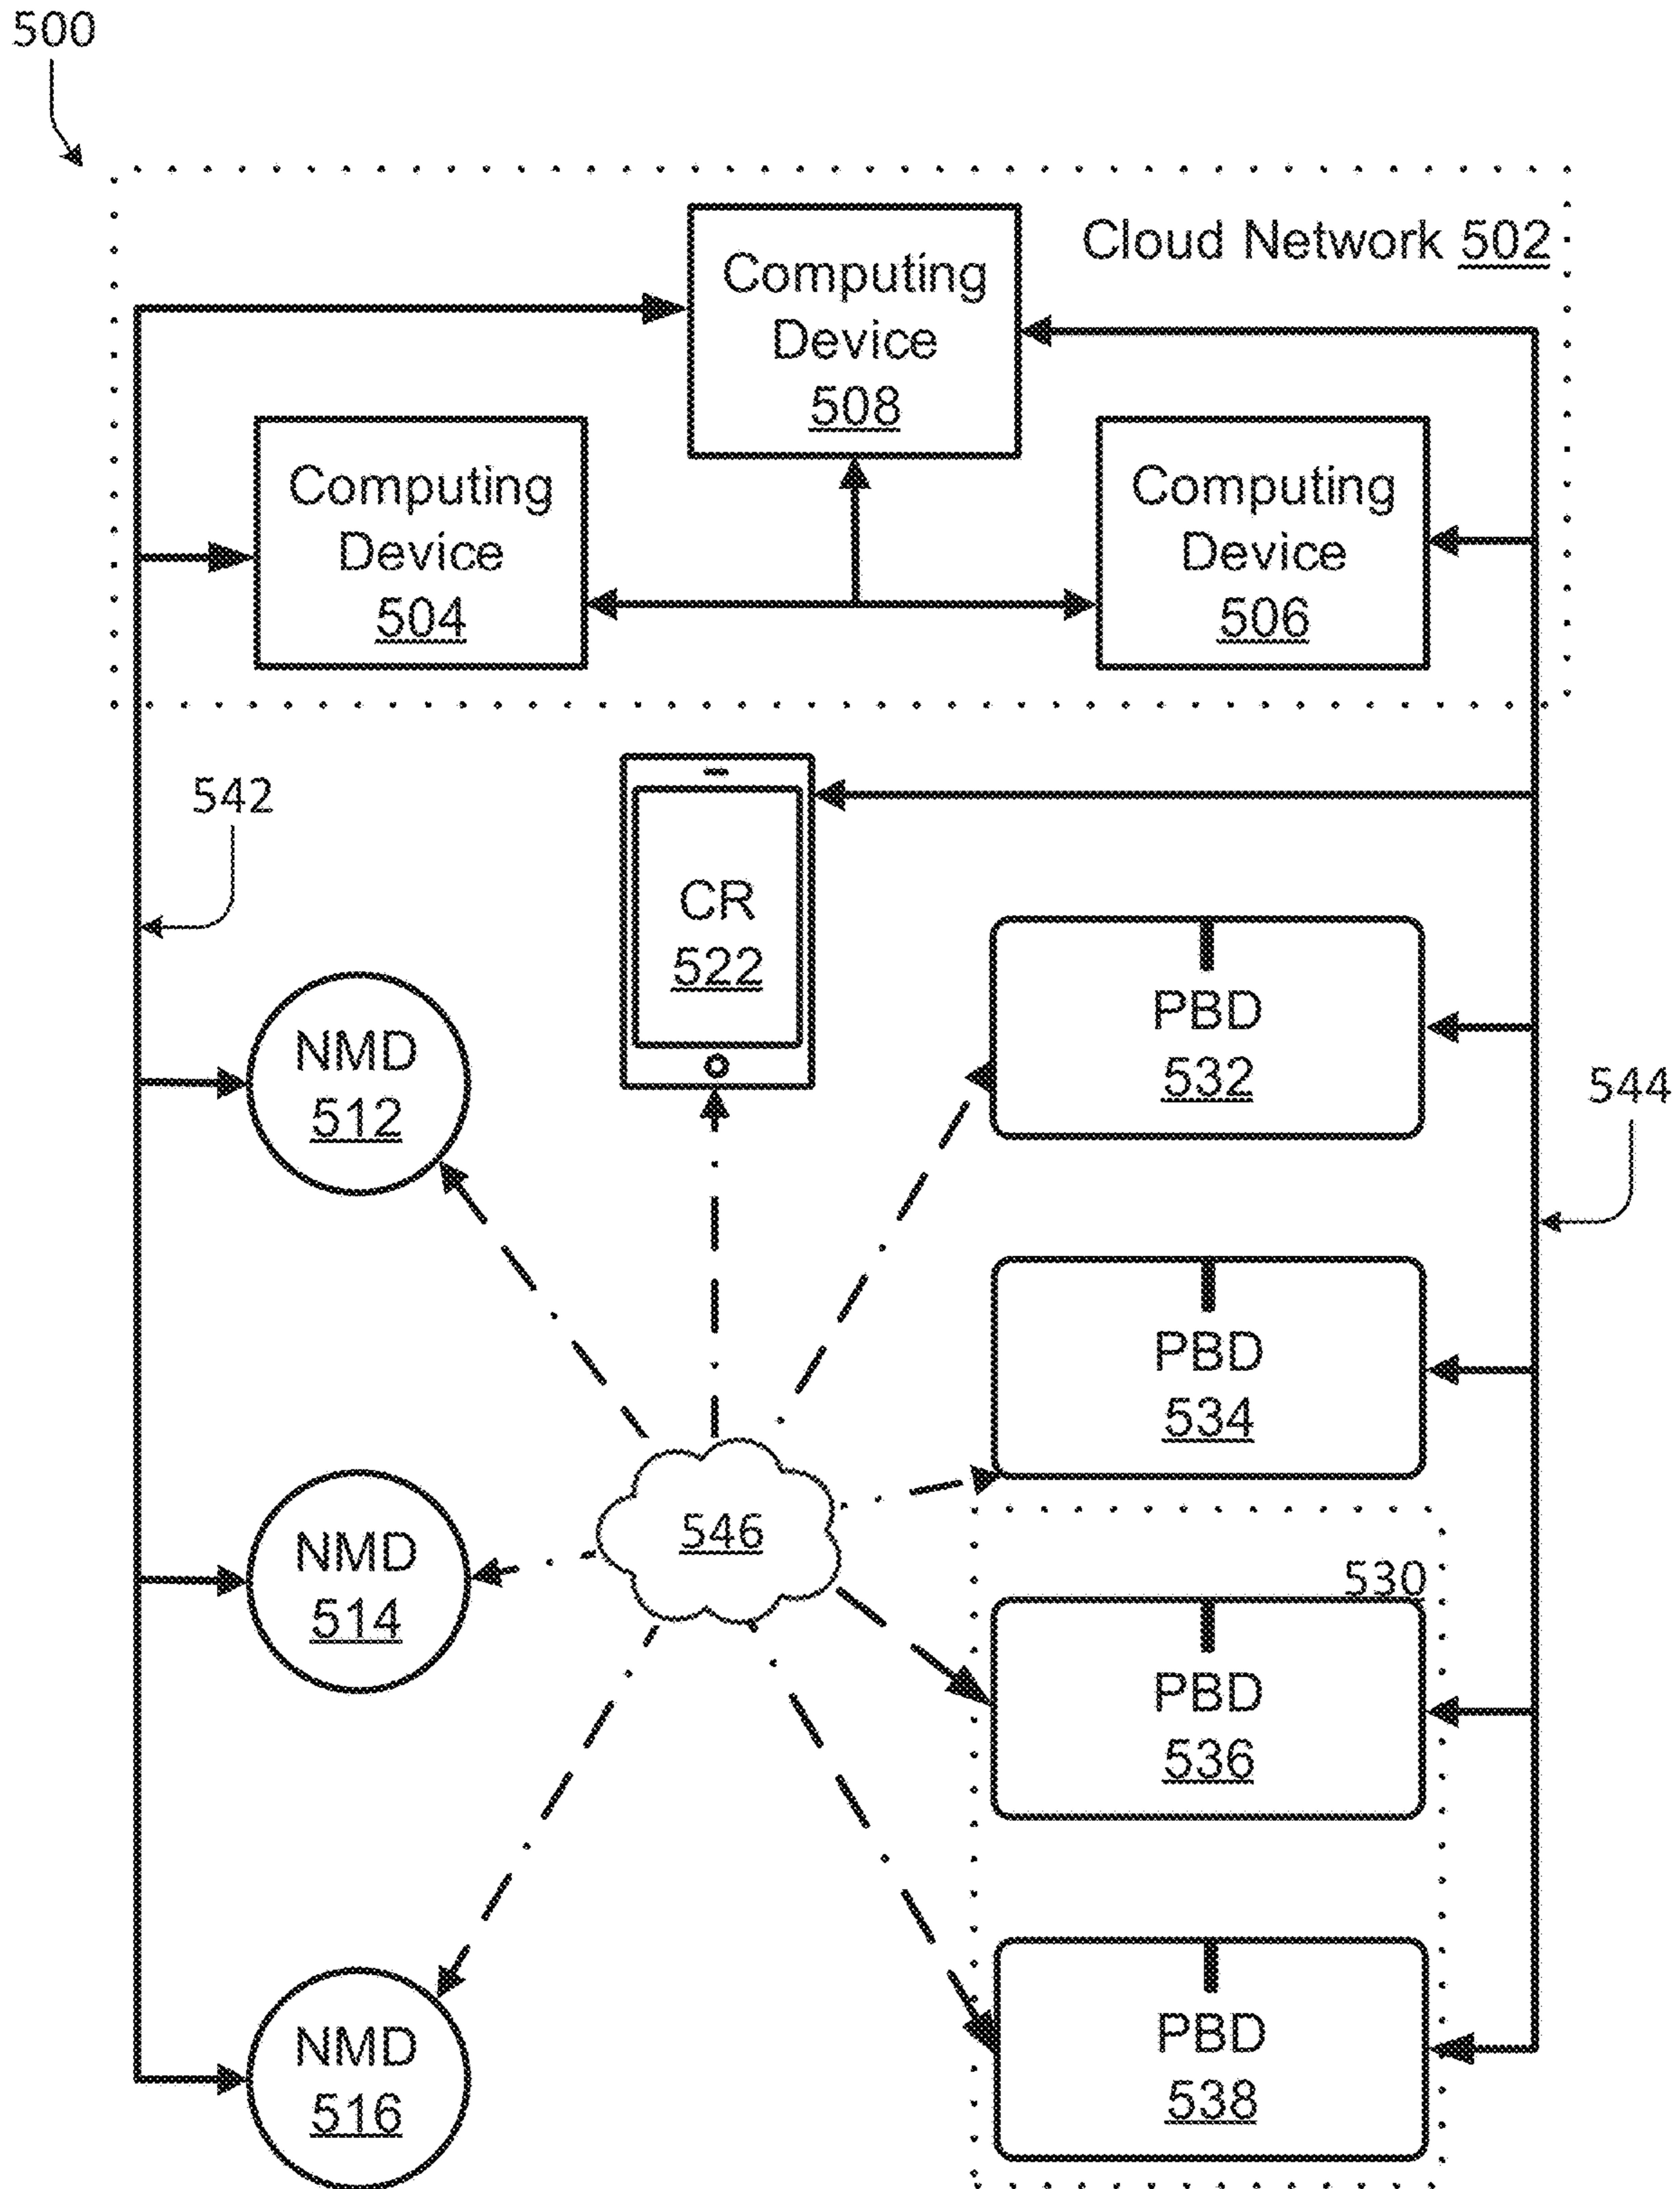 500
Cloud Network 502
Computing
Device
508
Computing
Device
504
Computing
Device
506
542
CR
522
PBD
532
NMD
512
544
PBD
534
546
NMD
514
530
PBD
536
NMD
516
PBD
538